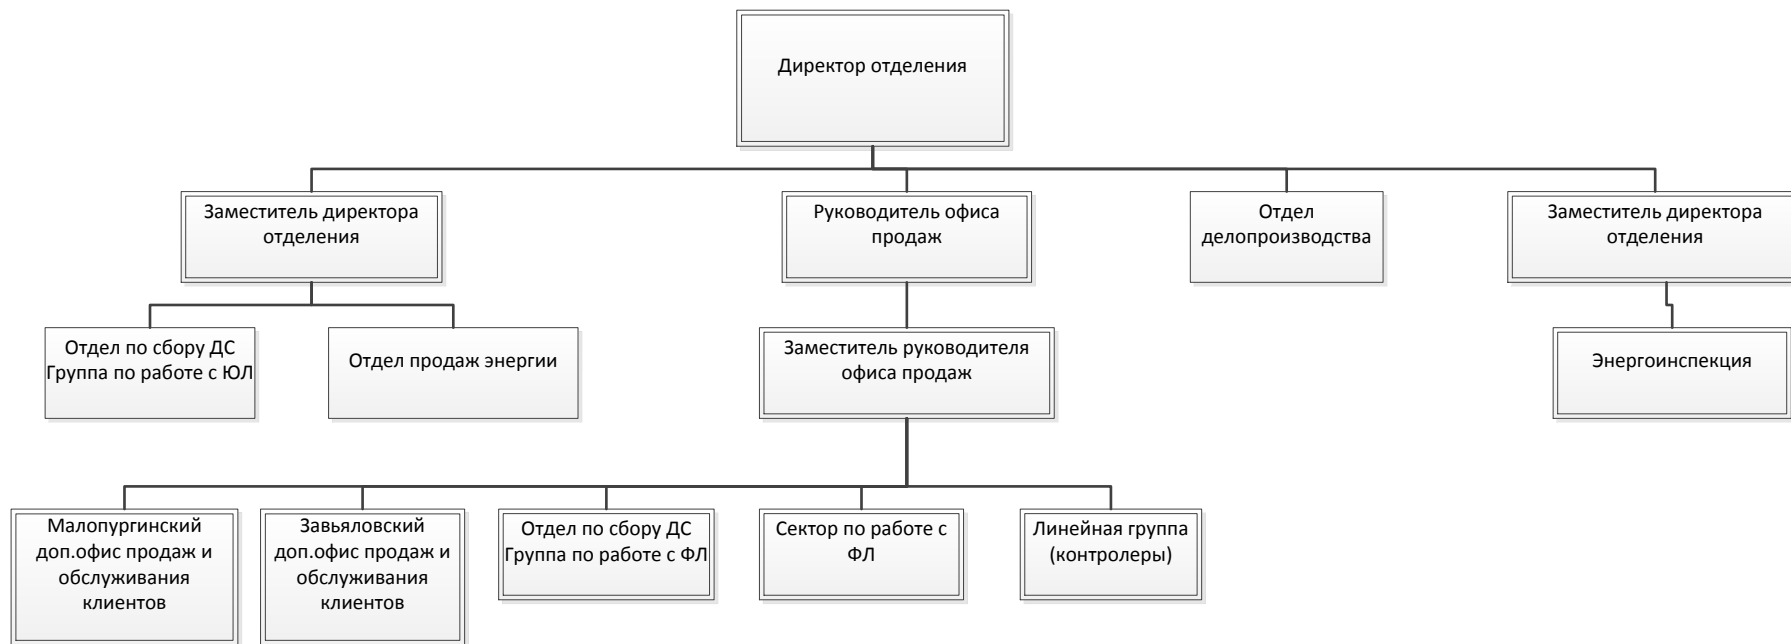 Директор отделения
Заместитель директора
отделения
Руководитель офиса
продаж
Отдел
делопроизводства
Заместитель директора
отделения
Отдел по сбору ДС
Группа по работе с ЮЛ
Отдел продаж энергии
Заместитель руководителя
офиса продаж
Энергоинспекция
Малопургинский
доп.офис продаж и
обслуживания
клиентов
Завьяловский
доп.офис продаж и
обслуживания
клиентов
Отдел по сбору ДС
Группа по работе с ФЛ
Сектор по работе с
ФЛ
Линейная группа
(контролеры)